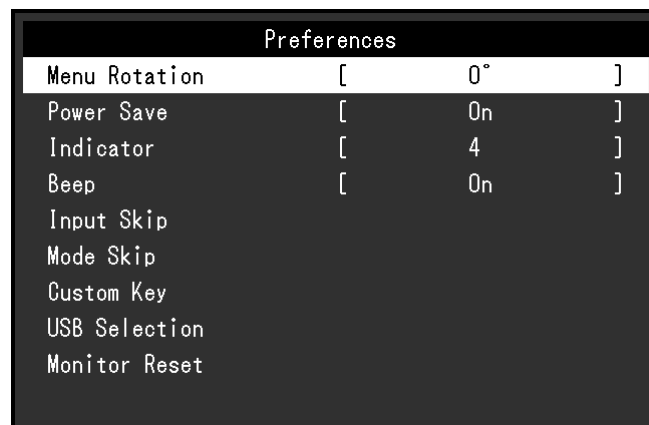 Preferences
Menu Rotation [ 0° ]
Power Save [ On ]
Indicator [ 4 ]
Beep [ On ]
Input Skip
Mode Skip
Custom Key
USB Selection
Monitor Reset